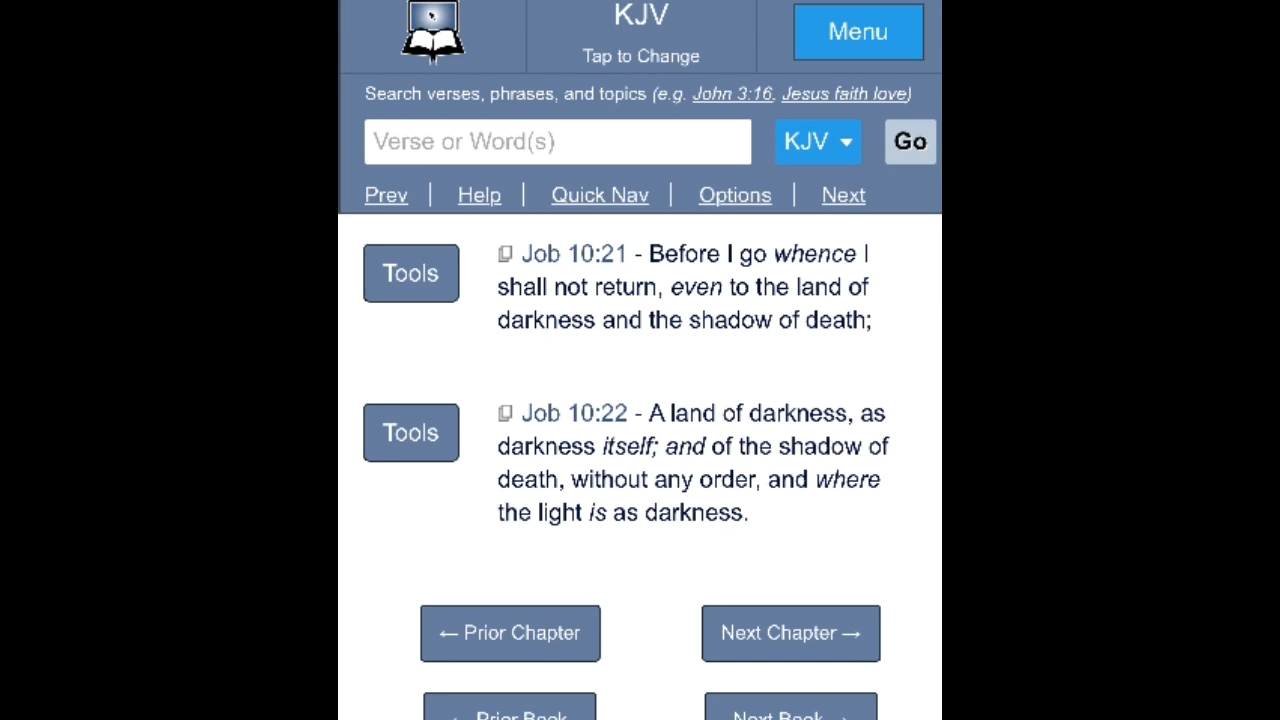 KJV
Menu
Tap to Change
Search verses, phrases, and topics (e.g. John 3:16, Jesus faith love)
Verse or Word(s)
KJV
Go
Prev | Help | Quick Nav | Options | Next
Tools
Job 10:21 - Before I go whence I
shall not return, even to the land of
darkness and the shadow of death;
Tools
Job 10:22 - A land of darkness, as
darkness itself; and of the shadow of
death, without any order, and where
the light is as darkness.
← Prior Chapter
Next Chapter →
← Prior Book
Next Book →